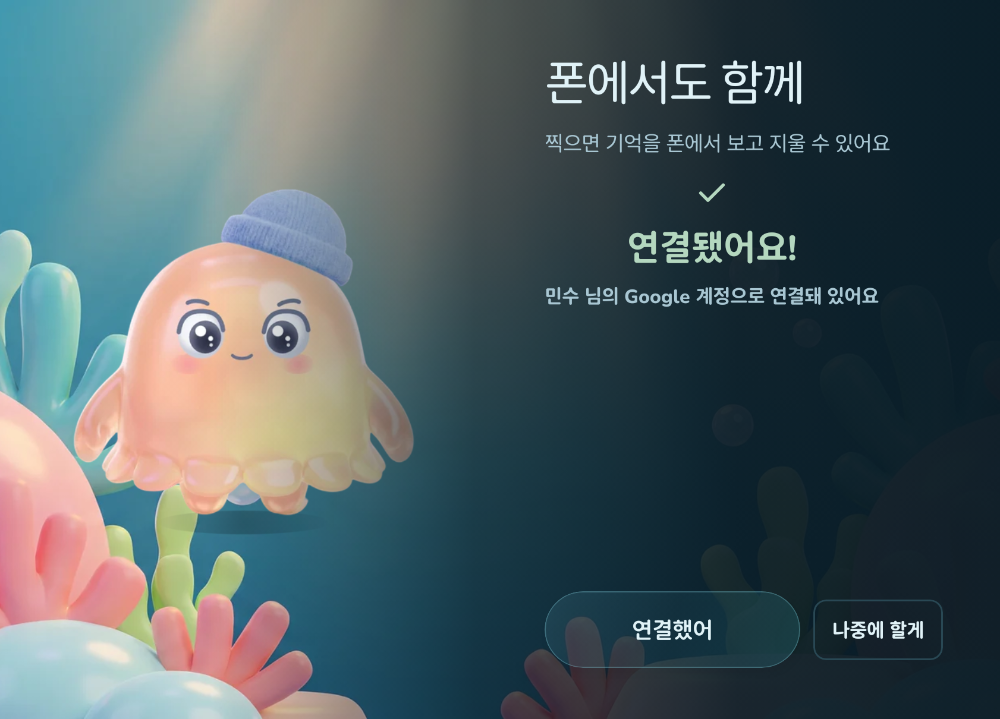 폰에서도 함께
찍으면 기억을 폰에서 보고 지울 수 있어요
연결됐어요!
민수 님의 Google 계정으로 연결돼 있어요
연결했어
나중에 할게